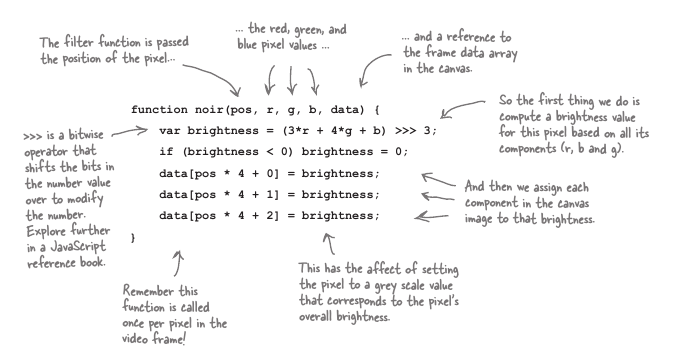 The filter function is passed
the position of the pixel...
... the red, green, and
blue pixel values ...
... and a reference to
the frame data array
in the canvas.
function noir(pos, r, g, b, data) {
var brightness = (3*r + 4*g + b) >>> 3;
if (brightness < 0) brightness = 0;
data[pos * 4 + 0] = brightness;
data[pos * 4 + 1] = brightness;
data[pos * 4 + 2] = brightness;
}
>>> is a bitwise
operator that
shifts the bits in
the number value
over to modify
the number.
Explore further
in a JavaScript
reference book.
So the first thing we do is
compute a brightness value
for this pixel based on all its
components (r, b and g).
And then we assign each
component in the canvas
image to that brightness.
Remember this
function is called
once per pixel in the
video frame!
This has the affect of setting
the pixel to a grey scale value
that corresponds to the pixel's
overall brightness.